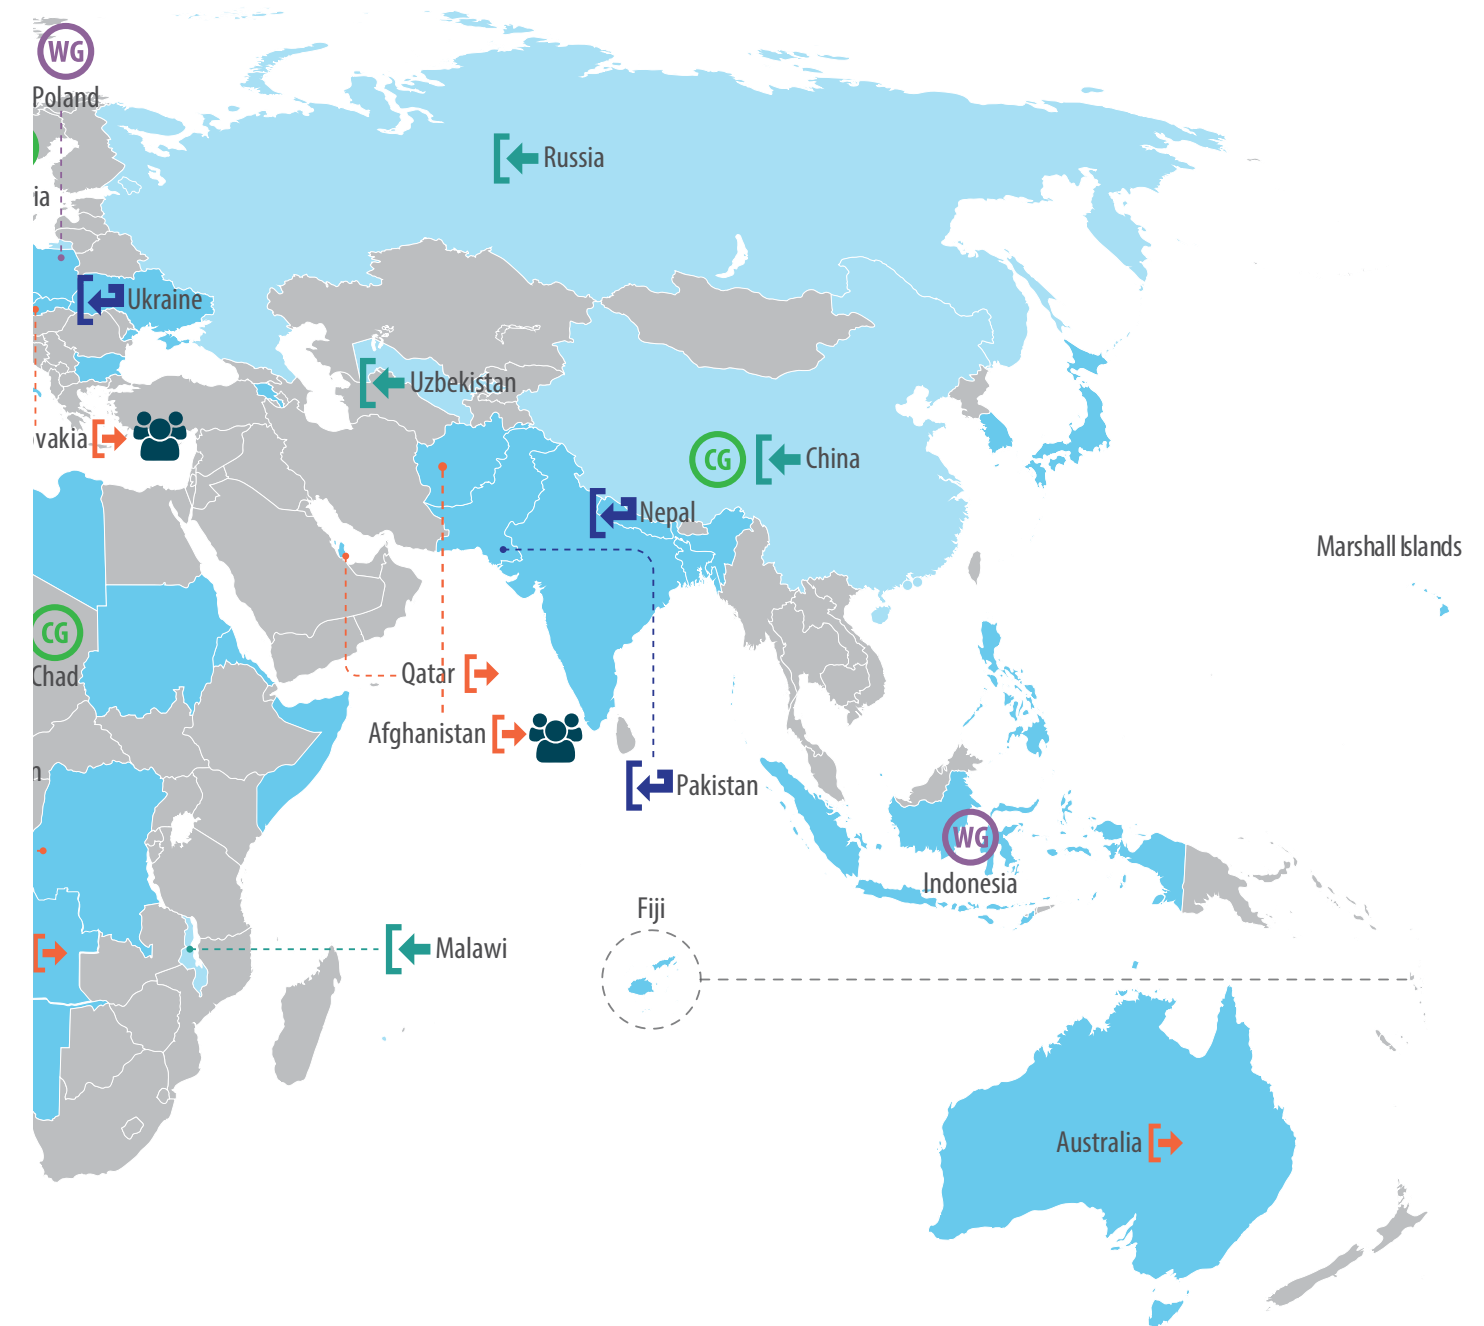 WG
Poland
Russia
ia
Ukraine
Uzbekistan
vakia
CG
China
Nepal
Marshall Islands
CG
Chad
Qatar
Afghanistan
n
Pakistan
WG
Indonesia
Fiji
Malawi
Australia